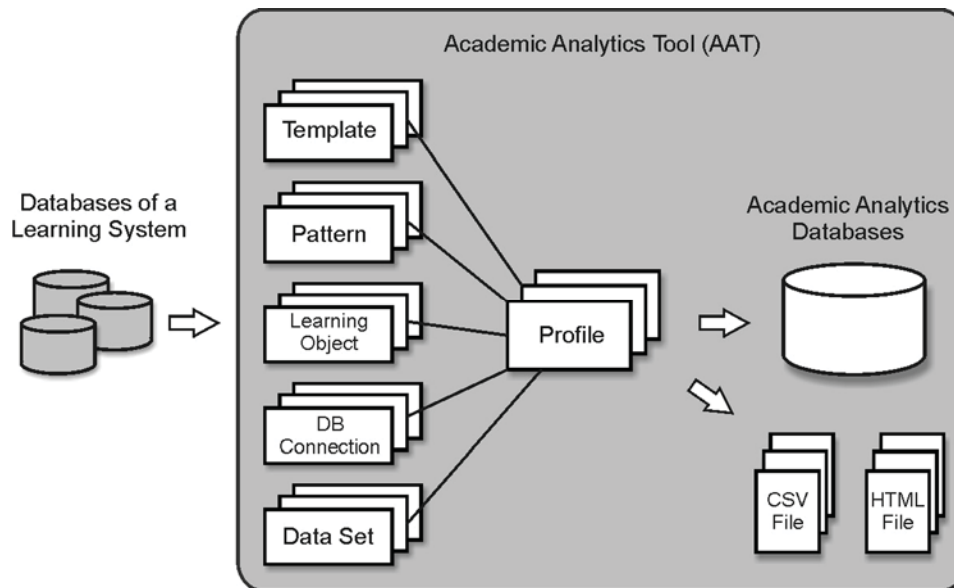 Academic Analytics Tool (AAT)
Template
Databases of a
Learning System
Pattern
Academic Analytics
Databases
Learning
Object
Profile
DB
Connection
Data Set
CSV
File
HTML
File